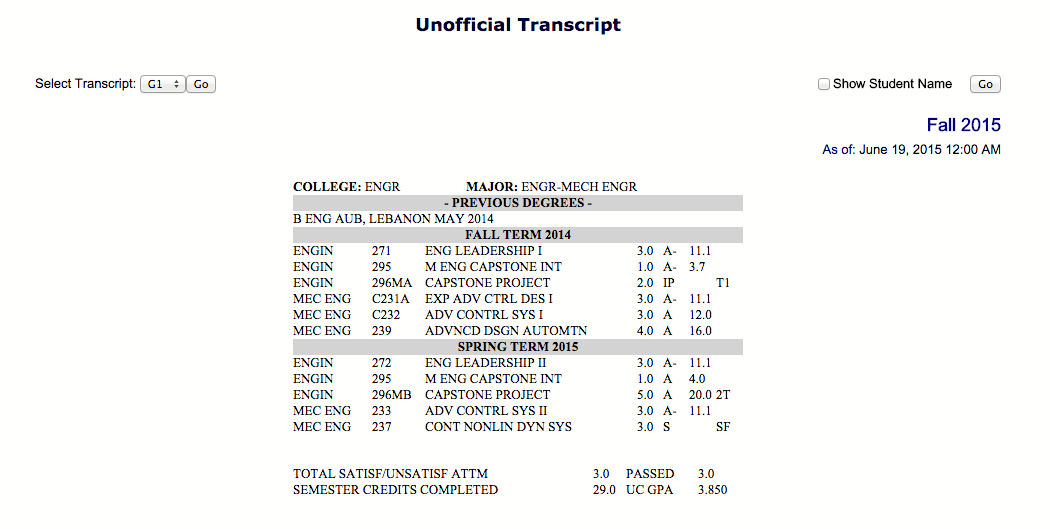 Unofficial Transcript
Select Transcript: G1 Go Show Student Name Go
Fall 2015
As of: June 19, 2015 12:00 AM
COLLEGE: ENGR MAJOR: ENGR-MECH ENGR
- PREVIOUS DEGREES -
B ENG AUB, LEBANON MAY 2014
FALL TERM 2014
ENGIN 271 ENG LEADERSHIP I 3.0 A- 11.1
ENGIN 295 M ENG CAPSTONE INT 1.0 A- 3.7
ENGIN 296MA CAPSTONE PROJECT 2.0 IP T1
MEC ENG C231A EXP ADV CTRL DES I 3.0 A- 11.1
MEC ENG C232 ADV CONTRL SYS I 3.0 A 12.0
MEC ENG 239 ADVNCD DSGN AUTOMTN 4.0 A 16.0
SPRING TERM 2015
ENGIN 272 ENG LEADERSHIP II 3.0 A- 11.1
ENGIN 295 M ENG CAPSTONE INT 1.0 A 4.0
ENGIN 296MB CAPSTONE PROJECT 5.0 A 20.0 2T
MEC ENG 233 ADV CONTRL SYS II 3.0 A- 11.1
MEC ENG 237 CONT NONLIN DYN SYS 3.0 S SF
TOTAL SATISF/UNSATISF ATTM 3.0 PASSED 3.0
SEMESTER CREDITS COMPLETED 29.0 UC GPA 3.850